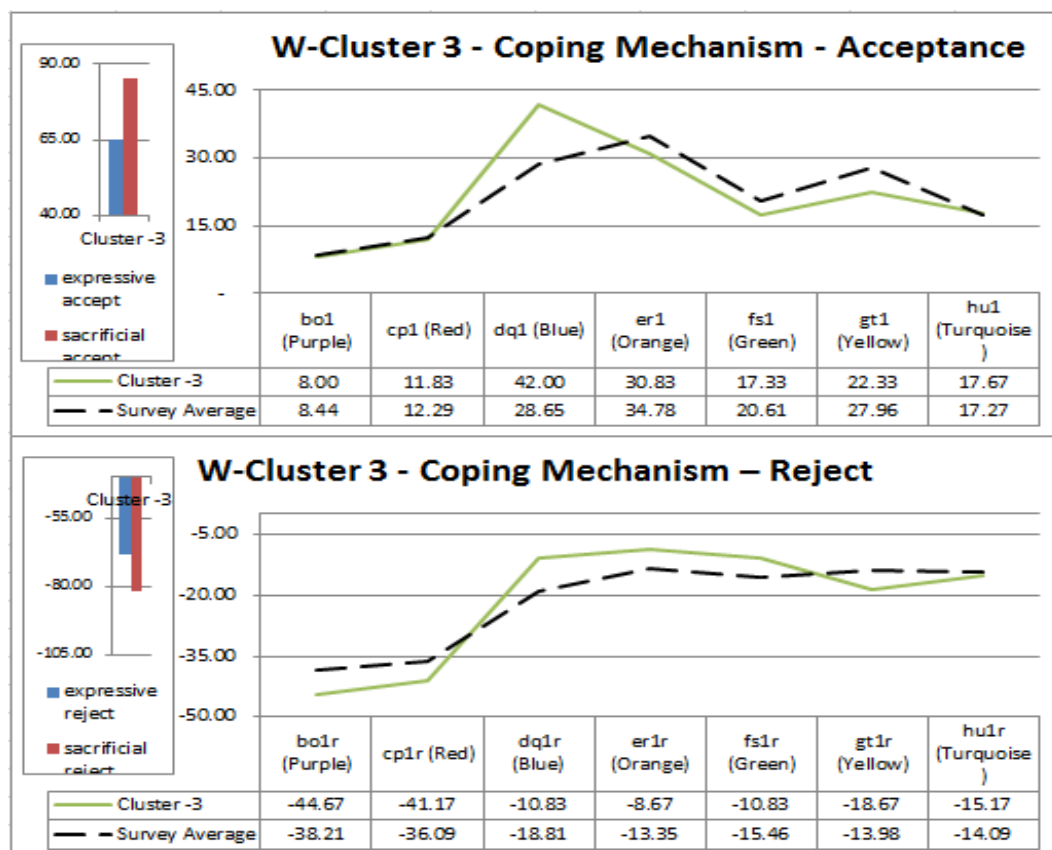 W-Cluster 3 - Coping Mechanism - Acceptance
90.00
65.00
40.00
Cluster -3
expressive
accept
sacrificial
accept
45.00
30.00
15.00
-
bo1 (Purple) cp1 (Red) dq1 (Blue) er1 (Orange) fs1 (Green) gt1 (Yellow) hu1 (Turquoise)
Cluster -3 8.00 11.83 42.00 30.83 17.33 22.33 17.67
Survey Average 8.44 12.29 28.65 34.78 20.61 27.96 17.27
W-Cluster 3 - Coping Mechanism – Reject
Cluster -3
-55.00
-80.00
-105.00
expressive
reject
sacrificial
reject
-5.00
-20.00
-35.00
-50.00
bo1r (Purple) cp1r (Red) dq1r (Blue) er1r (Orange) fs1r (Green) gt1r (Yellow) hu1r (Turquoise)
Cluster -3 -44.67 -41.17 -10.83 -8.67 -10.83 -18.67 -15.17
Survey Average -38.21 -36.09 -18.81 -13.35 -15.46 -13.98 -14.09